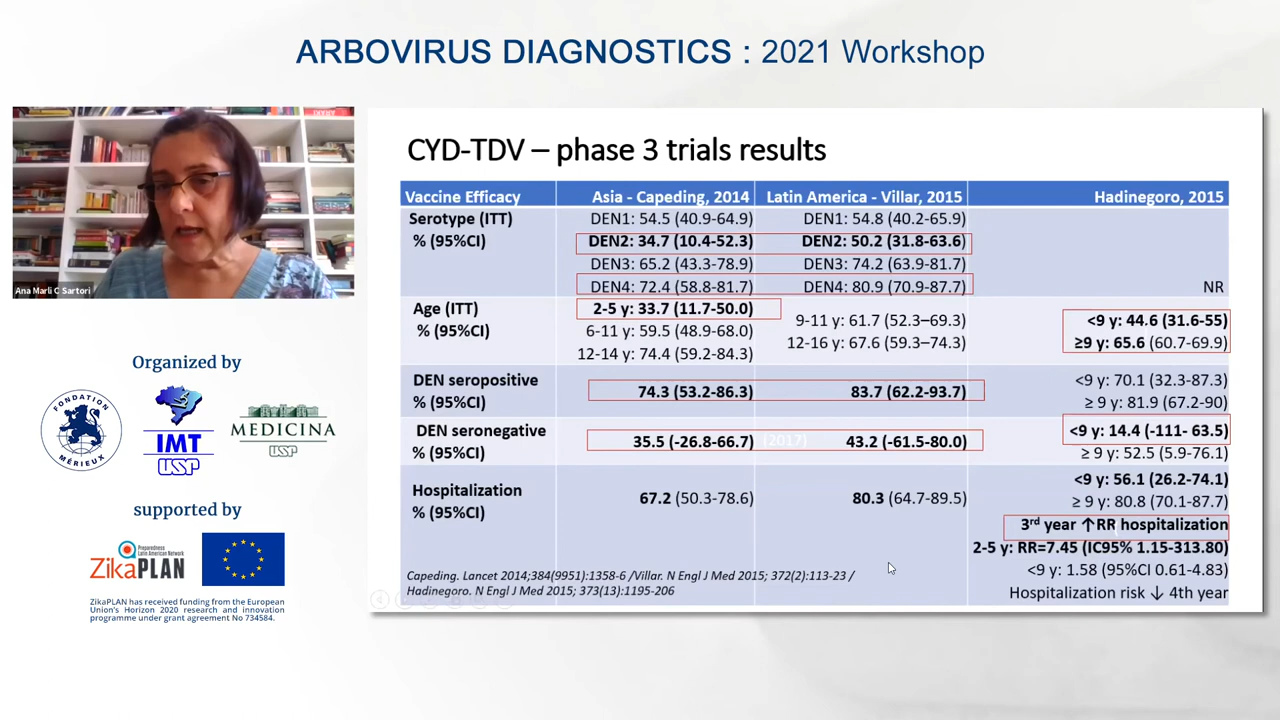 ARBOVIRUS DIAGNOSTICS : 2021 Workshop
Ana Marli C Sartori
Organized by
FONDATION
MÉRIEUX
IMT
USP
MEDICINA
USP
supported by
Preparedness
Latin American Network
ZikaPLAN
ZikaPLAN has received funding from the European
Union's Horizon 2020 research and innovation
programme under grant agreement No 734584.
CYD-TDV – phase 3 trials results
Vaccine Efficacy Asia - Capeding, 2014 Latin America - Villar, 2015 Hadinegoro, 2015
Serotype (ITT) DEN1: 54.5 (40.9-64.9) DEN1: 54.8 (40.2-65.9)
% (95%CI) DEN2: 34.7 (10.4-52.3) DEN2: 50.2 (31.8-63.6)
DEN3: 65.2 (43.3-78.9) DEN3: 74.2 (63.9-81.7)
DEN4: 72.4 (58.8-81.7) DEN4: 80.9 (70.9-87.7) NR
Age (ITT) 2-5 y: 33.7 (11.7-50.0)
% (95%CI) 6-11 y: 59.5 (48.9-68.0) 9-11 y: 61.7 (52.3–69.3) <9 y: 44.6 (31.6-55)
12-14 y: 74.4 (59.2-84.3) 12-16 y: 67.6 (59.3–74.3) ≥9 y: 65.6 (60.7-69.9)
DEN seropositive <9 y: 70.1 (32.3-87.3)
% (95%CI) 74.3 (53.2-86.3) 83.7 (62.2-93.7) ≥ 9 y: 81.9 (67.2-90)
DEN seronegative <9 y: 14.4 (-111- 63.5)
% (95%CI) 35.5 (-26.8-66.7) (2017) 43.2 (-61.5-80.0) ≥ 9 y: 52.5 (5.9-76.1)
Hospitalization <9 y: 56.1 (26.2-74.1)
% (95%CI) 67.2 (50.3-78.6) 80.3 (64.7-89.5) ≥ 9 y: 80.8 (70.1-87.7)
3rd year ↑RR hospitalization
2-5 y: RR=7.45 (IC95% 1.15-313.80)
<9 y: 1.58 (95%CI 0.61-4.83)
Hospitalization risk ↓ 4th year
Capeding. Lancet 2014;384(9951):1358-6 /Villar. N Engl J Med 2015; 372(2):113-23 /
Hadinegoro. N Engl J Med 2015; 373(13):1195-206